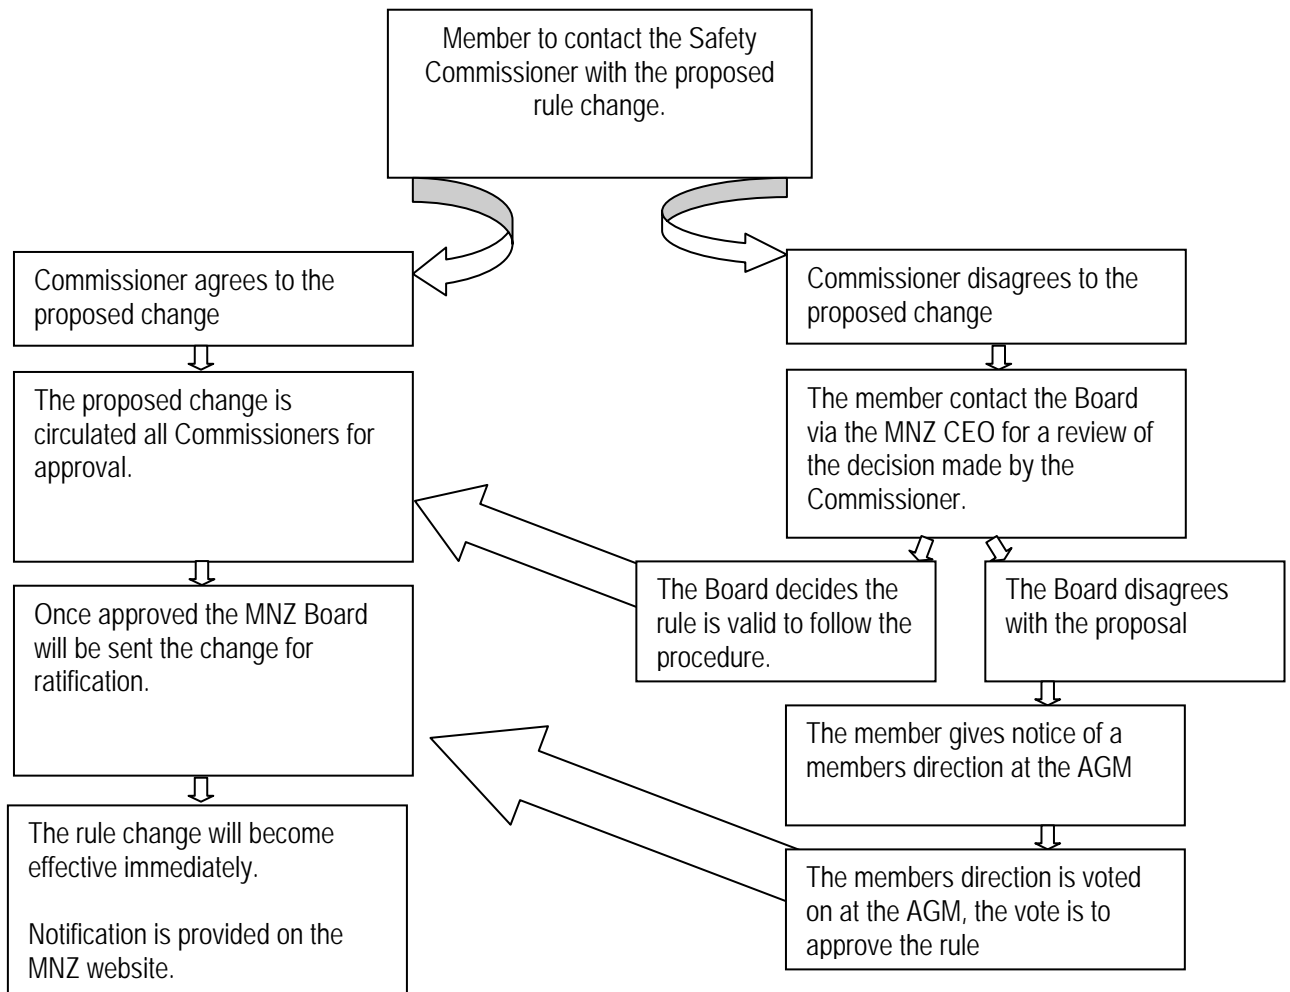 Member to contact the Safety
Commissioner with the proposed
rule change.
Commissioner agrees to the
proposed change
Commissioner disagrees to the
proposed change
The proposed change is
circulated all Commissioners for
approval.
The member contact the Board
via the MNZ CEO for a review of
the decision made by the
Commissioner.
Once approved the MNZ Board
will be sent the change for
ratification.
The Board decides the
rule is valid to follow the
procedure.
The Board disagrees
with the proposal
The member gives notice of a
members direction at the AGM
The rule change will become
effective immediately.
Notification is provided on the
MNZ website.
The members direction is voted
on at the AGM, the vote is to
approve the rule